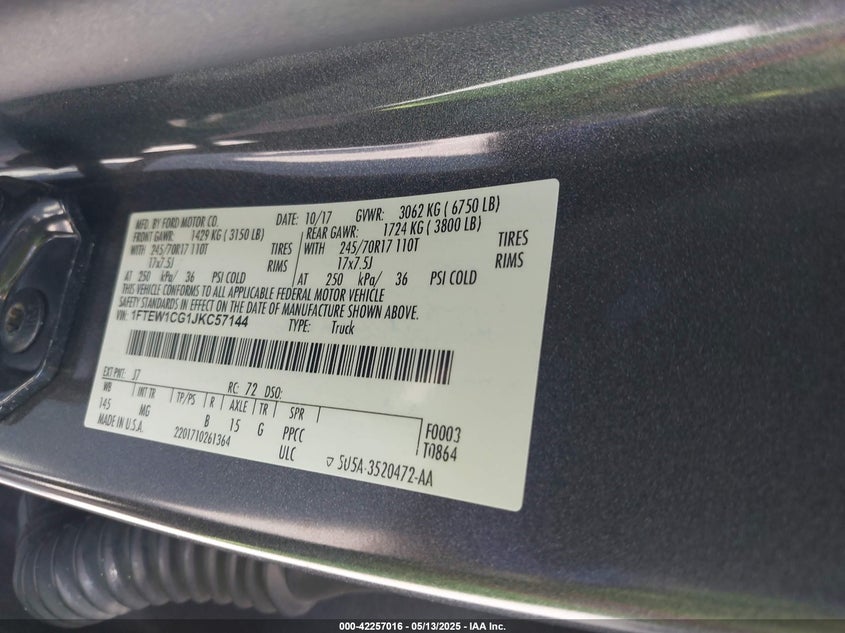 MFD. BY FORD MOTOR CO. DATE: 10/17 GVWR: 3062 KG ( 6750 LB)
FRONT GAWR: 1429 KG ( 3150 LB) REAR GAWR: 1724 KG ( 3800 LB)
WITH 245/70R17 110T TIRES WITH 245/70R17 110T TIRES
17x7.5J RIMS 17x7.5J RIMS
AT 250 kPa/ 36 PSI COLD AT 250 kPa/ 36 PSI COLD
THIS VEHICLE CONFORMS TO ALL APPLICABLE FEDERAL MOTOR VEHICLE
SAFETY STANDARDS IN EFFECT ON THE DATE OF MANUFACTURE SHOWN ABOVE.
VIN: 1FTEW1CG1JKC57144
TYPE: Truck
EXT PNT: J7 RC: 72 DSO:
WB INT TR TP/PS R AXLE TR SPR
145 MG B 15 G PPCC F0003
MADE IN U.S.A. 2201710261364 ULC T0864
▽ 5U5A-3520472-AA
000-42257016 - 05/13/2025 - IAA Inc.